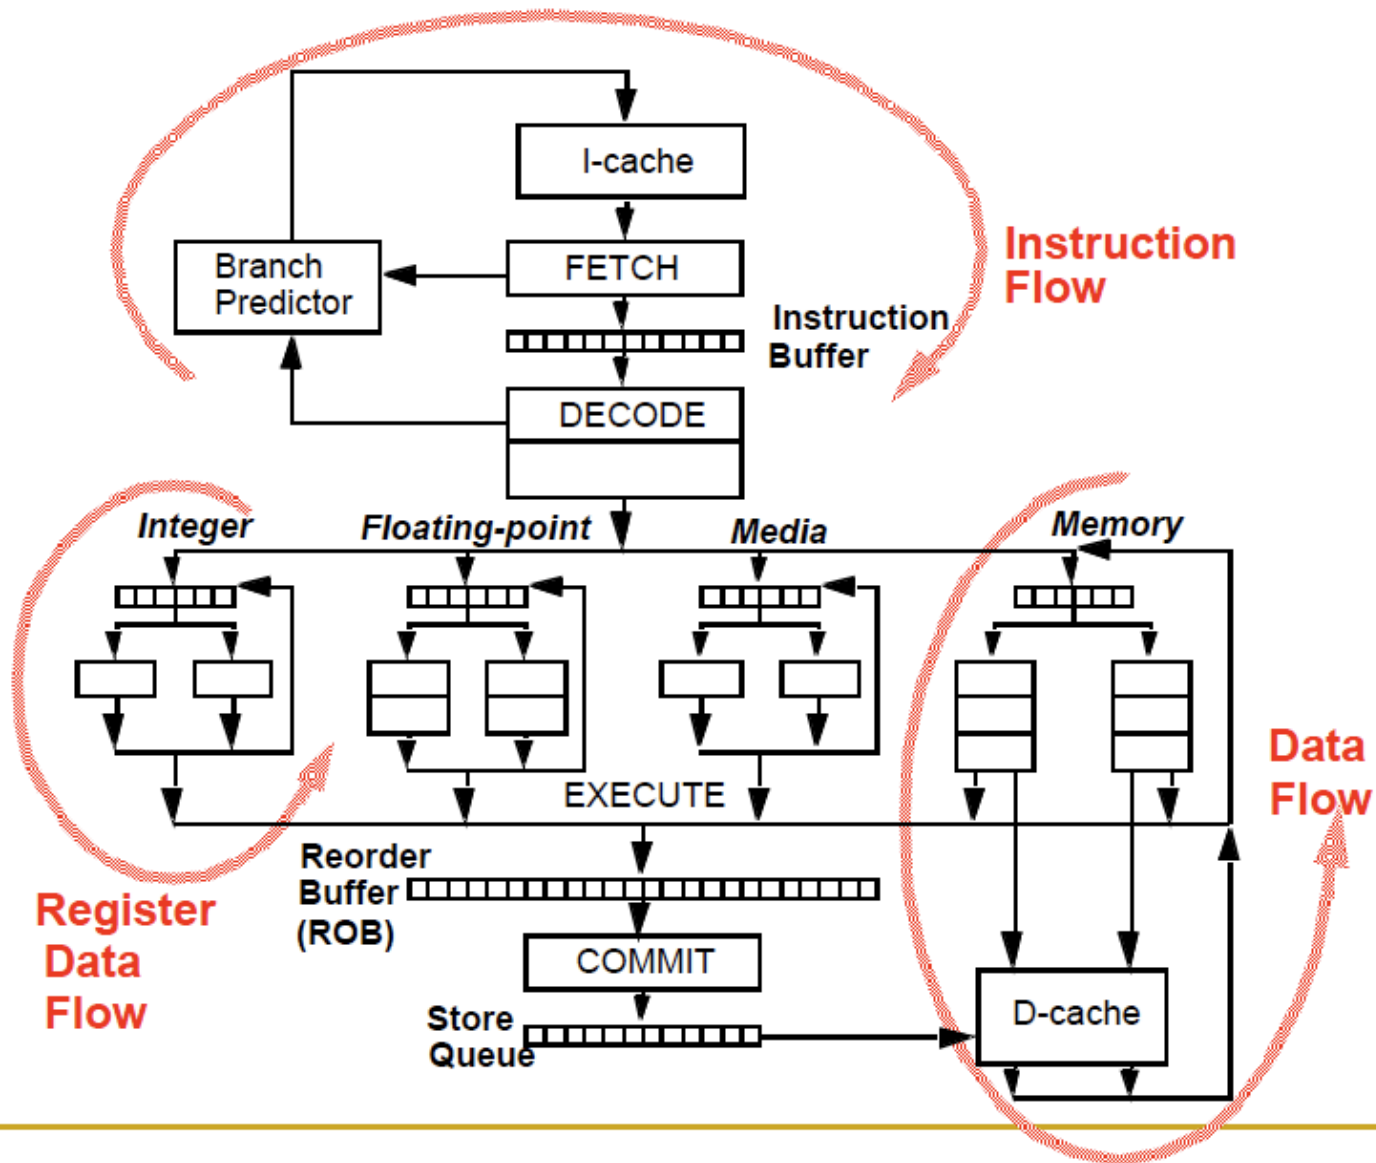 I-cache
Instruction
Flow
Branch
Predictor
FETCH
Instruction
Buffer
DECODE
Integer
Floating-point
Media
Memory
EXECUTE
Data
Flow
Reorder
Buffer
(ROB)
Register
Data
Flow
COMMIT
Store
Queue
D-cache